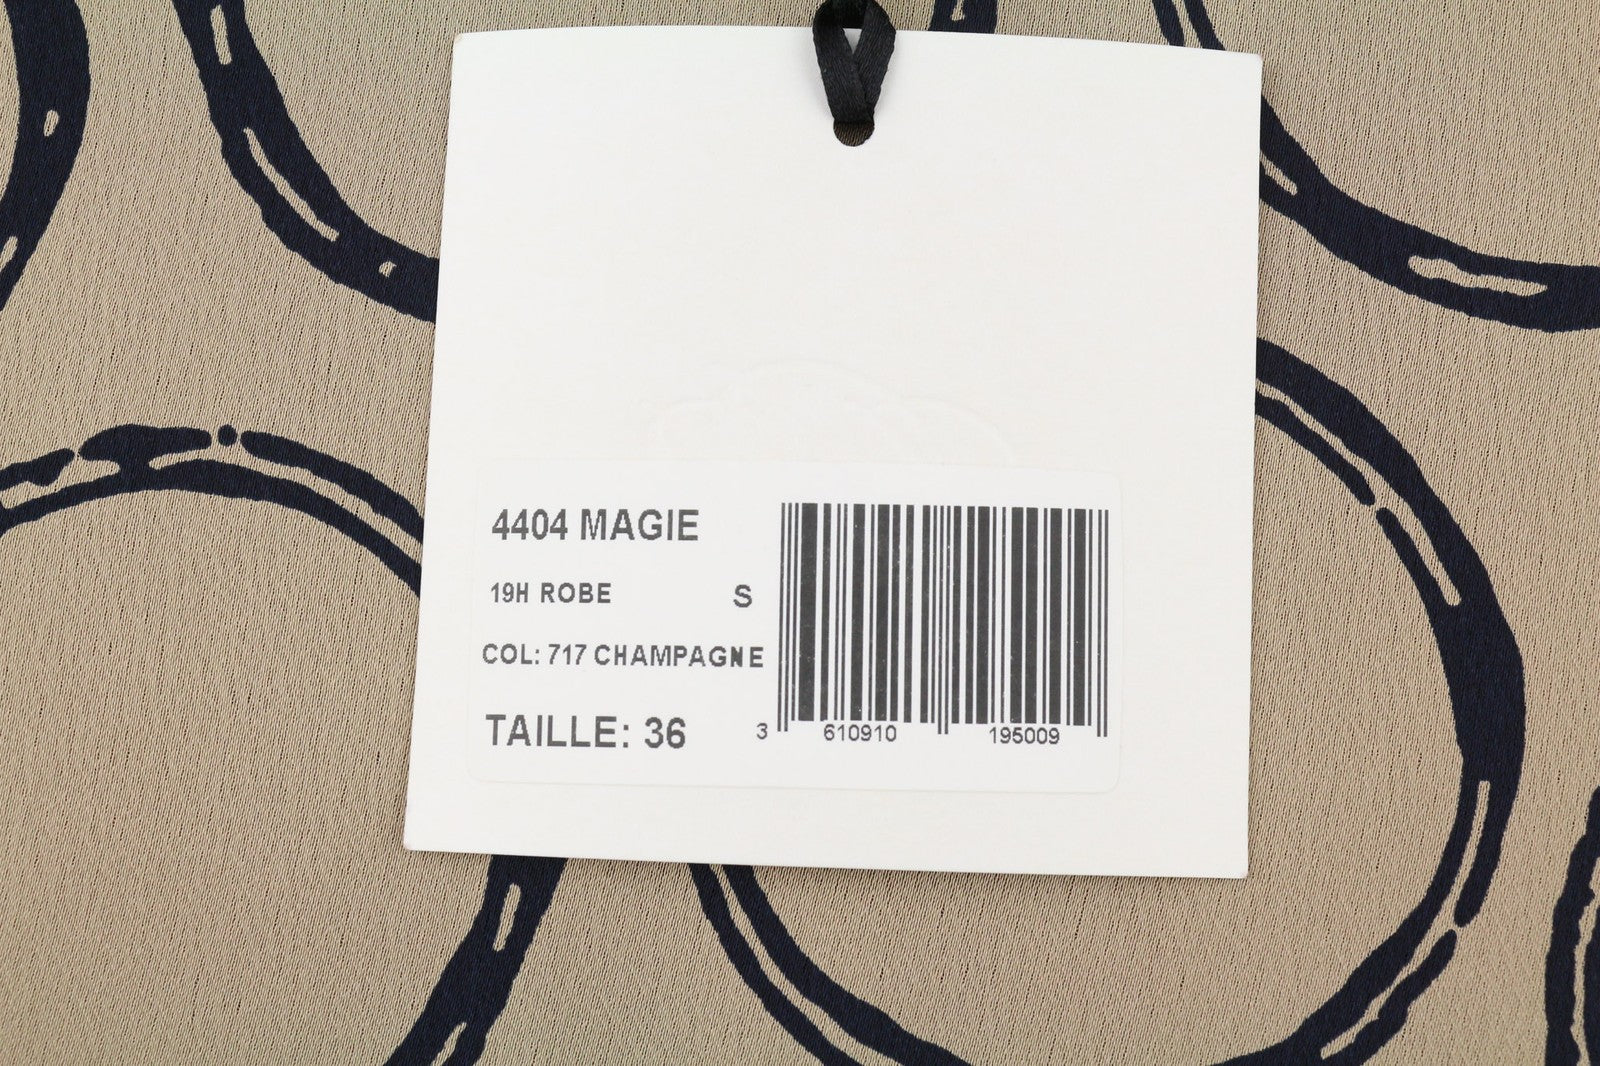 4404 MAGIE
19H ROBE S
COL: 717 CHAMPAGNE
TAILLE: 36
3 610910 195009